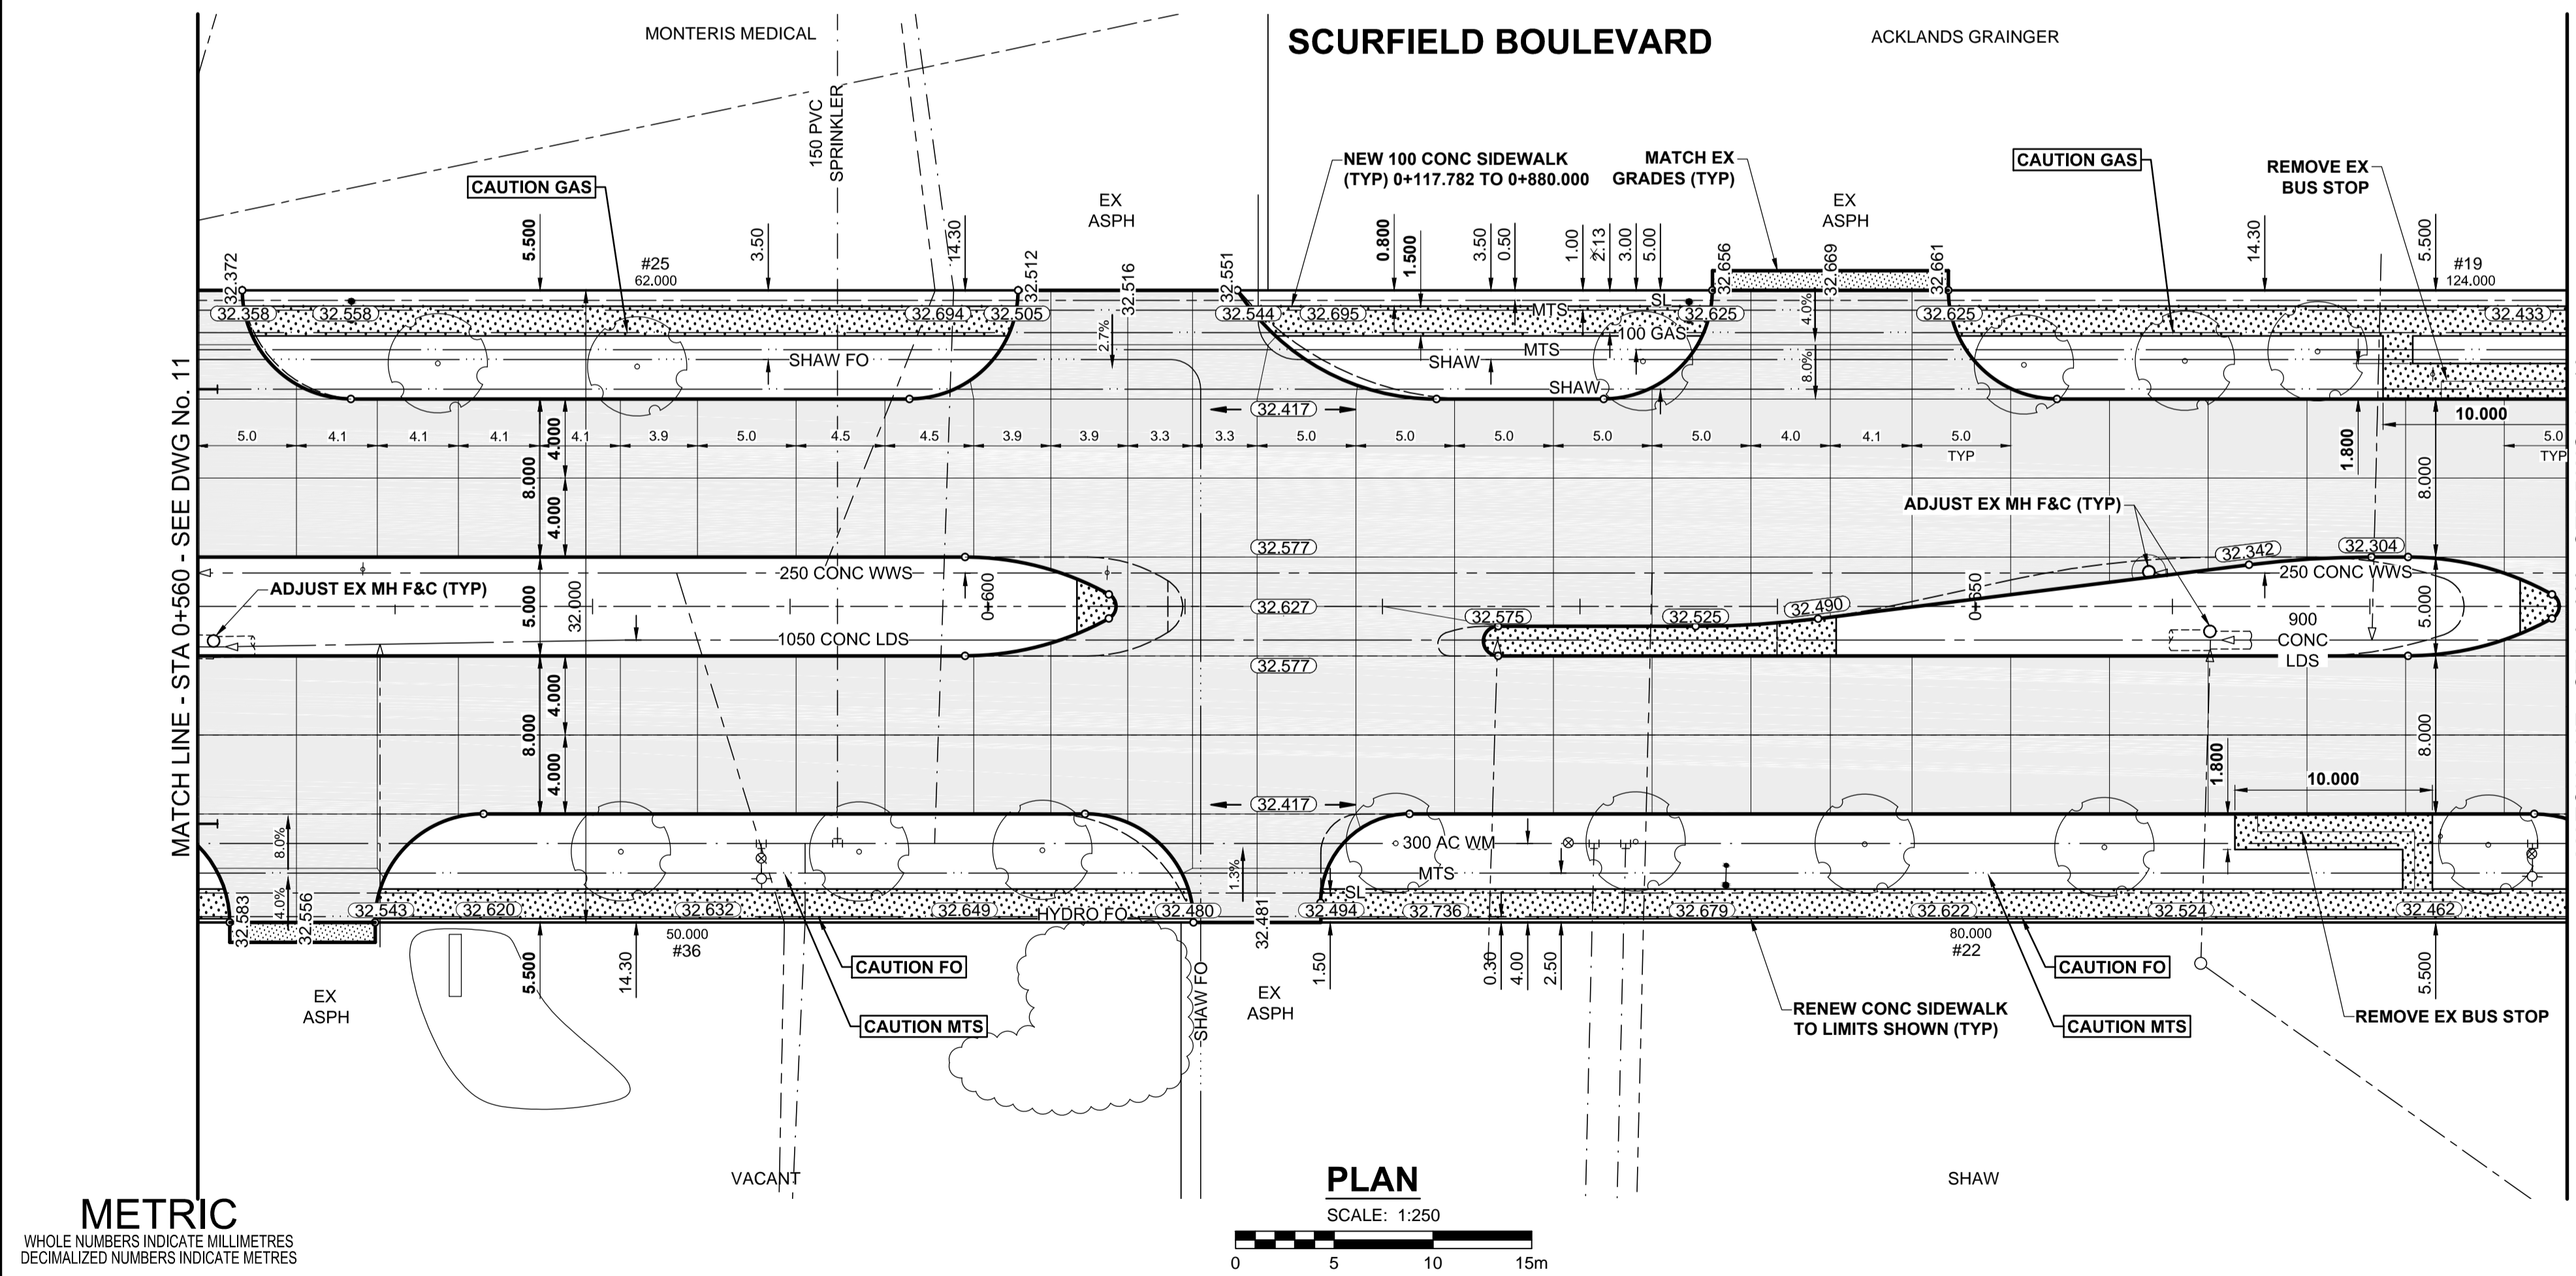 MONTERIS MEDICAL
SCURFIELD BOULEVARD
ACKLANDS GRAINGER
150 PVC
SPRINKLER
CAUTION GAS
NEW 100 CONC SIDEWALK
(TYP) 0+117.782 TO 0+880.000
MATCH EX
GRADES (TYP)
CAUTION GAS
REMOVE EX
BUS STOP
EX
ASPH
EX
ASPH
5.500
3.50
14.30
0.800
1.500
3.50
0.50
1.00
2.13
3.00
5.00
14.30
5.500
#25
62.000
#19
124.000
32.372
32.512
32.516
32.551
32.656
32.669
32.661
32.358
32.558
32.694
32.505
32.544
32.695
32.625
32.625
32.433
SL
MTS
100 GAS
MTS
SHAW FO
SHAW
SHAW
2.7%
4.0%
8.0%
32.417
10.000
1.800
5.0
4.1
4.1
4.1
4.1
3.9
5.0
4.5
4.5
3.9
3.9
3.3
3.3
5.0
5.0
5.0
5.0
5.0
4.0
4.1
5.0
TYP
5.0
TYP
MATCH LINE - STA 0+560 - SEE DWG No. 11
4.000
8.000
4.000
8.000
ADJUST EX MH F&C (TYP)
32.577
32.342
32.304
250 CONC WWS
250 CONC WWS
ADJUST EX MH F&C (TYP)
5.000
32.000
0+600
32.627
32.575
32.525
32.490
0+650
900
CONC
LDS
5.000
1050 CONC LDS
32.577
4.000
8.000
4.000
8.000
1.800
10.000
32.417
8.0%
4.0%
1.3%
300 AC WM
MTS
SL
HYDRO FO
32.583
32.556
32.543
32.620
32.632
32.649
32.480
32.481
32.494
32.736
32.679
32.622
32.524
32.462
50.000
#36
80.000
#22
5.500
14.30
1.50
0.30
4.00
2.50
5.500
CAUTION FO
CAUTION MTS
SHAW FO
EX
ASPH
EX
ASPH
RENEW CONC SIDEWALK
TO LIMITS SHOWN (TYP)
CAUTION FO
CAUTION MTS
REMOVE EX BUS STOP
VACANT
PLAN
SHAW
SCALE: 1:250
0 5 10 15m
METRIC
WHOLE NUMBERS INDICATE MILLIMETRES
DECIMALIZED NUMBERS INDICATE METRES